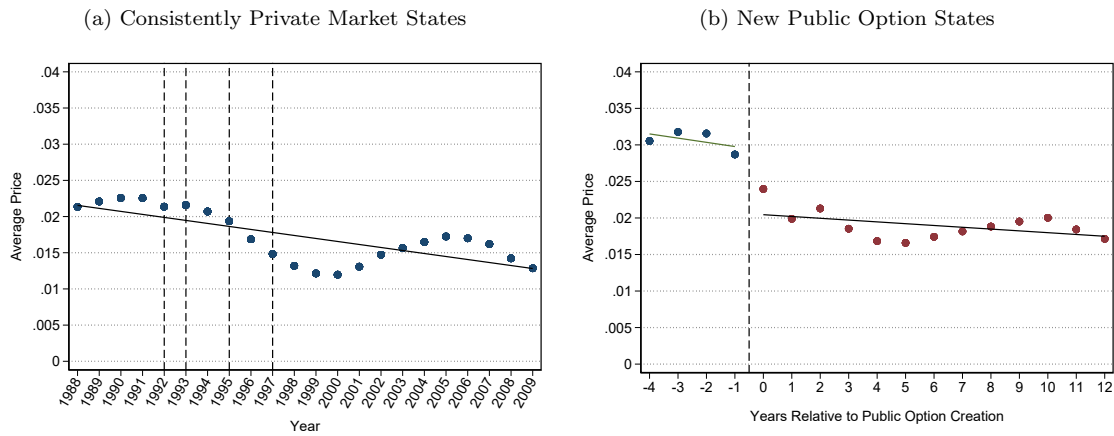 (a) Consistently Private Market States
.04
.035
.03
.025
.02
.015
.01
.005
0
Average Price
1988 1989 1990 1991 1992 1993 1994 1995 1996 1997 1998 1999 2000 2001 2002 2003 2004 2005 2006 2007 2008 2009
Year
(b) New Public Option States
.04
.035
.03
.025
.02
.015
.01
.005
0
Average Price
-4 -3 -2 -1 0 1 2 3 4 5 6 7 8 9 10 11 12
Years Relative to Public Option Creation